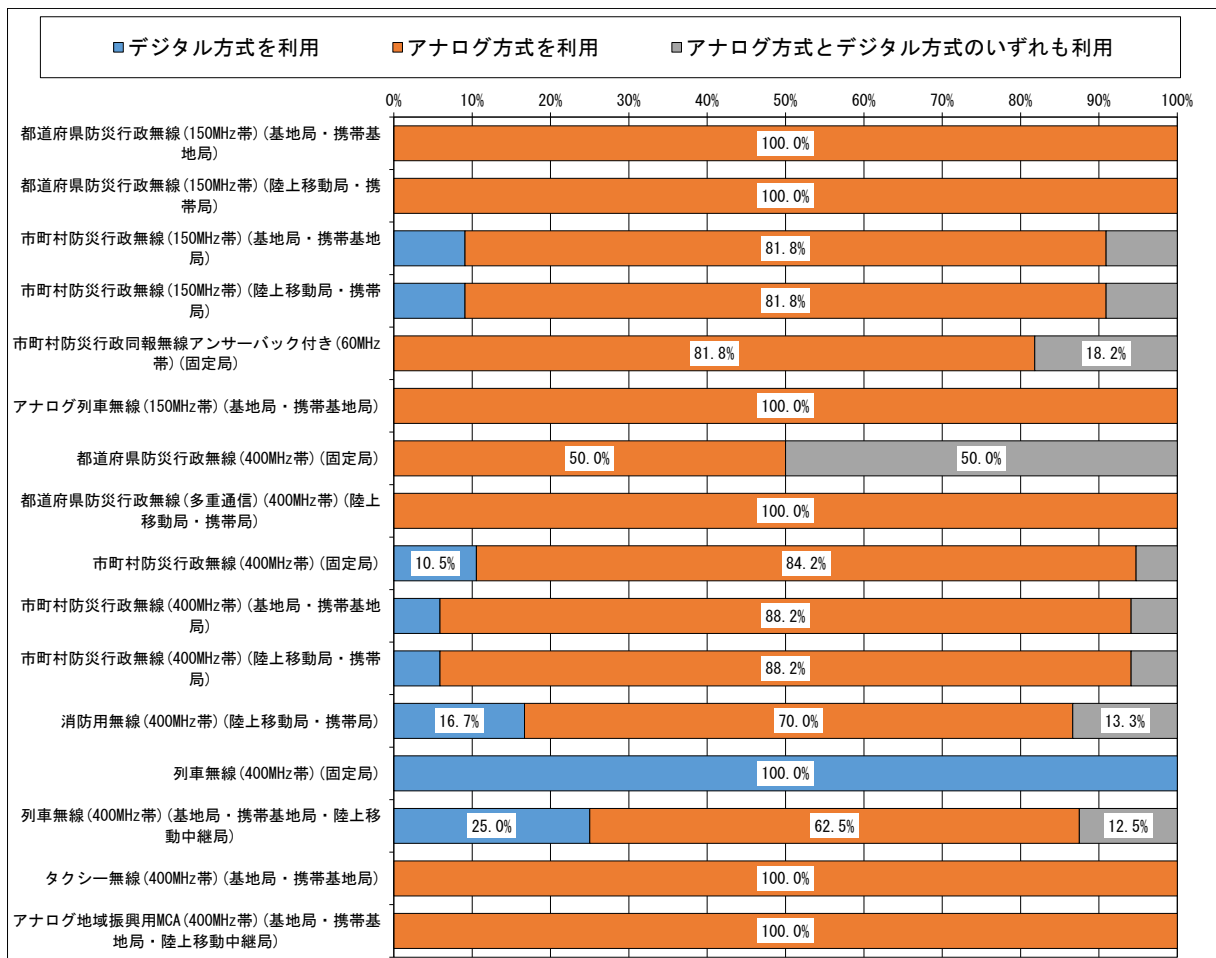 ■デジタル方式を利用 ■アナログ方式を利用 ■アナログ方式とデジタル方式のいずれも利用
0% 10% 20% 30% 40% 50% 60% 70% 80% 90% 100%
都道府県防災行政無線(150MHz帯)(基地局・携帯基
地局)
100.0%
都道府県防災行政無線(150MHz帯)(陸上移動局・携
帯局)
100.0%
市町村防災行政無線(150MHz帯)(基地局・携帯基地
局)
81.8%
市町村防災行政無線(150MHz帯)(陸上移動局・携帯
局)
81.8%
市町村防災行政同報無線アンサーバック付き(60MHz
帯)(固定局)
81.8% 18.2%
アナログ列車無線(150MHz帯)(基地局・携帯基地局)
100.0%
都道府県防災行政無線(400MHz帯)(固定局)
50.0% 50.0%
都道府県防災行政無線(多重通信)(400MHz帯)(陸上
移動局・携帯局)
100.0%
市町村防災行政無線(400MHz帯)(固定局)
10.5% 84.2%
市町村防災行政無線(400MHz帯)(基地局・携帯基地
局)
88.2%
市町村防災行政無線(400MHz帯)(陸上移動局・携帯
局)
88.2%
消防用無線(400MHz帯)(陸上移動局・携帯局)
16.7% 70.0% 13.3%
列車無線(400MHz帯)(固定局)
100.0%
列車無線(400MHz帯)(基地局・携帯基地局・陸上移
動中継局)
25.0% 62.5% 12.5%
タクシー無線(400MHz帯)(基地局・携帯基地局)
100.0%
アナログ地域振興用MCA(400MHz帯)(基地局・携帯基
地局・陸上移動中継局)
100.0%